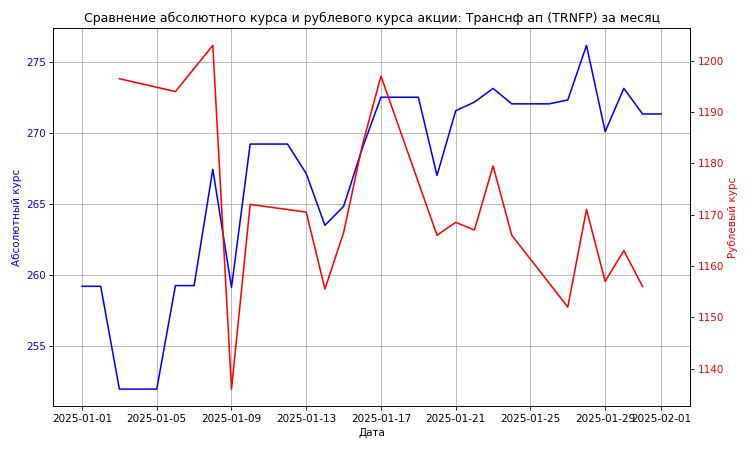 Сравнение абсолютного курса и рублевого курса акции: Транснф ап (TRNFP) за месяц
275
270
265
260
255
Абсолютный курс
1200
1190
1180
1170
1160
1150
1140
Рублевый курс
2025-01-01 2025-01-05 2025-01-09 2025-01-13 2025-01-17 2025-01-21 2025-01-25 2025-01-29 2025-02-01
Дата